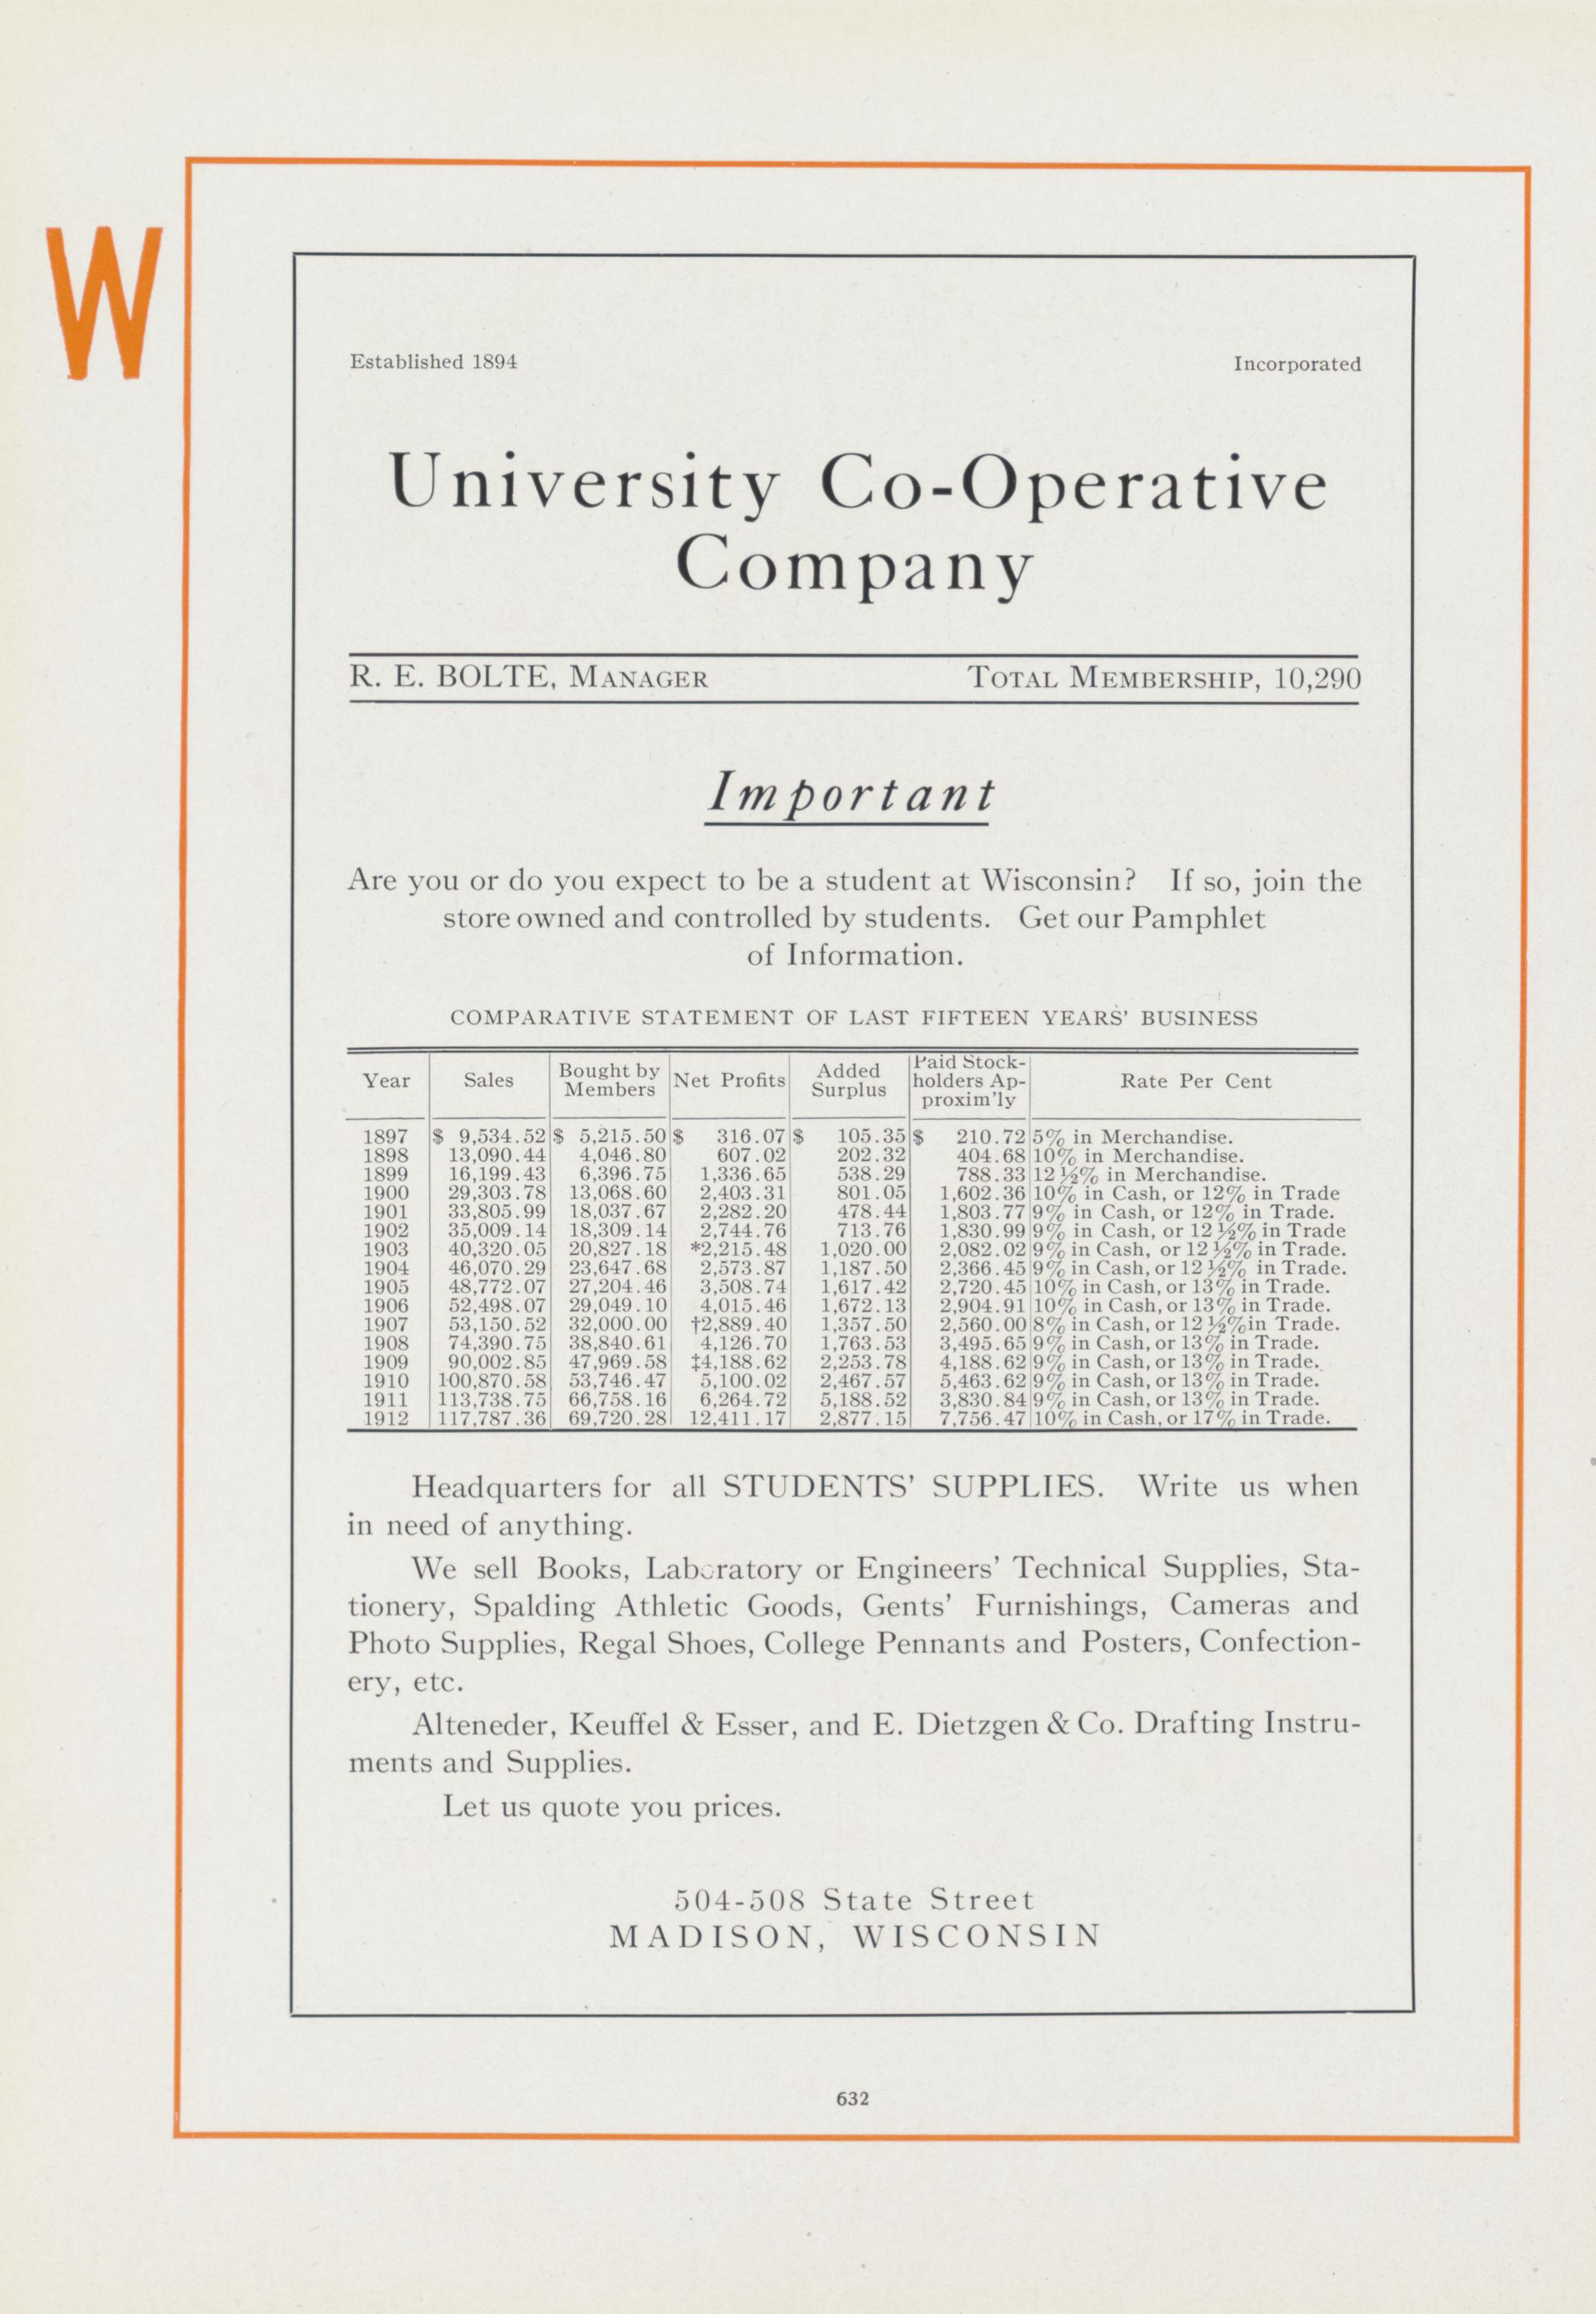 W
Established 1894 Incorporated
University Co-Operative
Company
R. E. BOLTE, MANAGER TOTAL MEMBERSHIP, 10,290
Important
Are you or do you expect to be a student at Wisconsin? If so, join the
store owned and controlled by students. Get our Pamphlet
of Information.
COMPARATIVE STATEMENT OF LAST FIFTEEN YEARS' BUSINESS
Year Sales Bought by Members Net Profits Added Surplus Paid Stock-holders Ap-proxim'ly Rate Per Cent
1897 $ 9,534.52 $ 5,215.50 $ 316.07 $ 105.35 $ 210.72 5% in Merchandise.
1898 13,090.44 4,046.80 607.02 202.32 404.68 10% in Merchandise.
1899 16,199.43 6,396.75 1,336.65 538.29 788.33 12½% in Merchandise.
1900 29,303.78 13,068.60 2,403.31 801.05 1,602.36 10% in Cash, or 12% in Trade
1901 33,805.99 18,037.67 2,282.20 478.44 1,803.77 9% in Cash, or 12% in Trade.
1902 35,009.14 18,309.14 2,744.76 713.76 1,830.99 9% in Cash, or 12½% in Trade
1903 40,320.05 20,827.18 *2,215.48 1,020.00 2,082.02 9% in Cash, or 12½% in Trade.
1904 46,070.29 23,647.68 2,573.87 1,187.50 2,366.45 9% in Cash, or 12½% in Trade.
1905 48,772.07 27,204.46 3,508.74 1,617.42 2,720.45 10% in Cash, or 13% in Trade.
1906 52,498.07 29,049.10 4,015.46 1,672.13 2,904.91 10% in Cash, or 13% in Trade.
1907 53,150.52 32,000.00 †2,889.40 1,357.50 2,560.00 8% in Cash, or 12½%in Trade.
1908 74,390.75 38,840.61 4,126.70 1,763.53 3,495.65 9% in Cash, or 13% in Trade.
1909 90,002.85 47,969.58 ‡4,188.62 2,253.78 4,188.62 9% in Cash, or 13% in Trade.
1910 100,870.58 53,746.47 5,100.02 2,467.57 5,463.62 9% in Cash, or 13% in Trade.
1911 113,738.75 66,758.16 6,264.72 5,188.52 3,830.84 9% in Cash, or 13% in Trade.
1912 117,787.36 69,720.28 12,411.17 2,877.15 7,756.47 10% in Cash, or 17% in Trade.
Headquarters for all STUDENTS' SUPPLIES. Write us when
in need of anything.
We sell Books, Laboratory or Engineers' Technical Supplies, Sta-
tionery, Spalding Athletic Goods, Gents' Furnishings, Cameras and
Photo Supplies, Regal Shoes, College Pennants and Posters, Confection-
ery, etc.
Alteneder, Keuffel & Esser, and E. Dietzgen & Co. Drafting Instru-
ments and Supplies.
Let us quote you prices.
504-508 State Street
MADISON, WISCONSIN
632